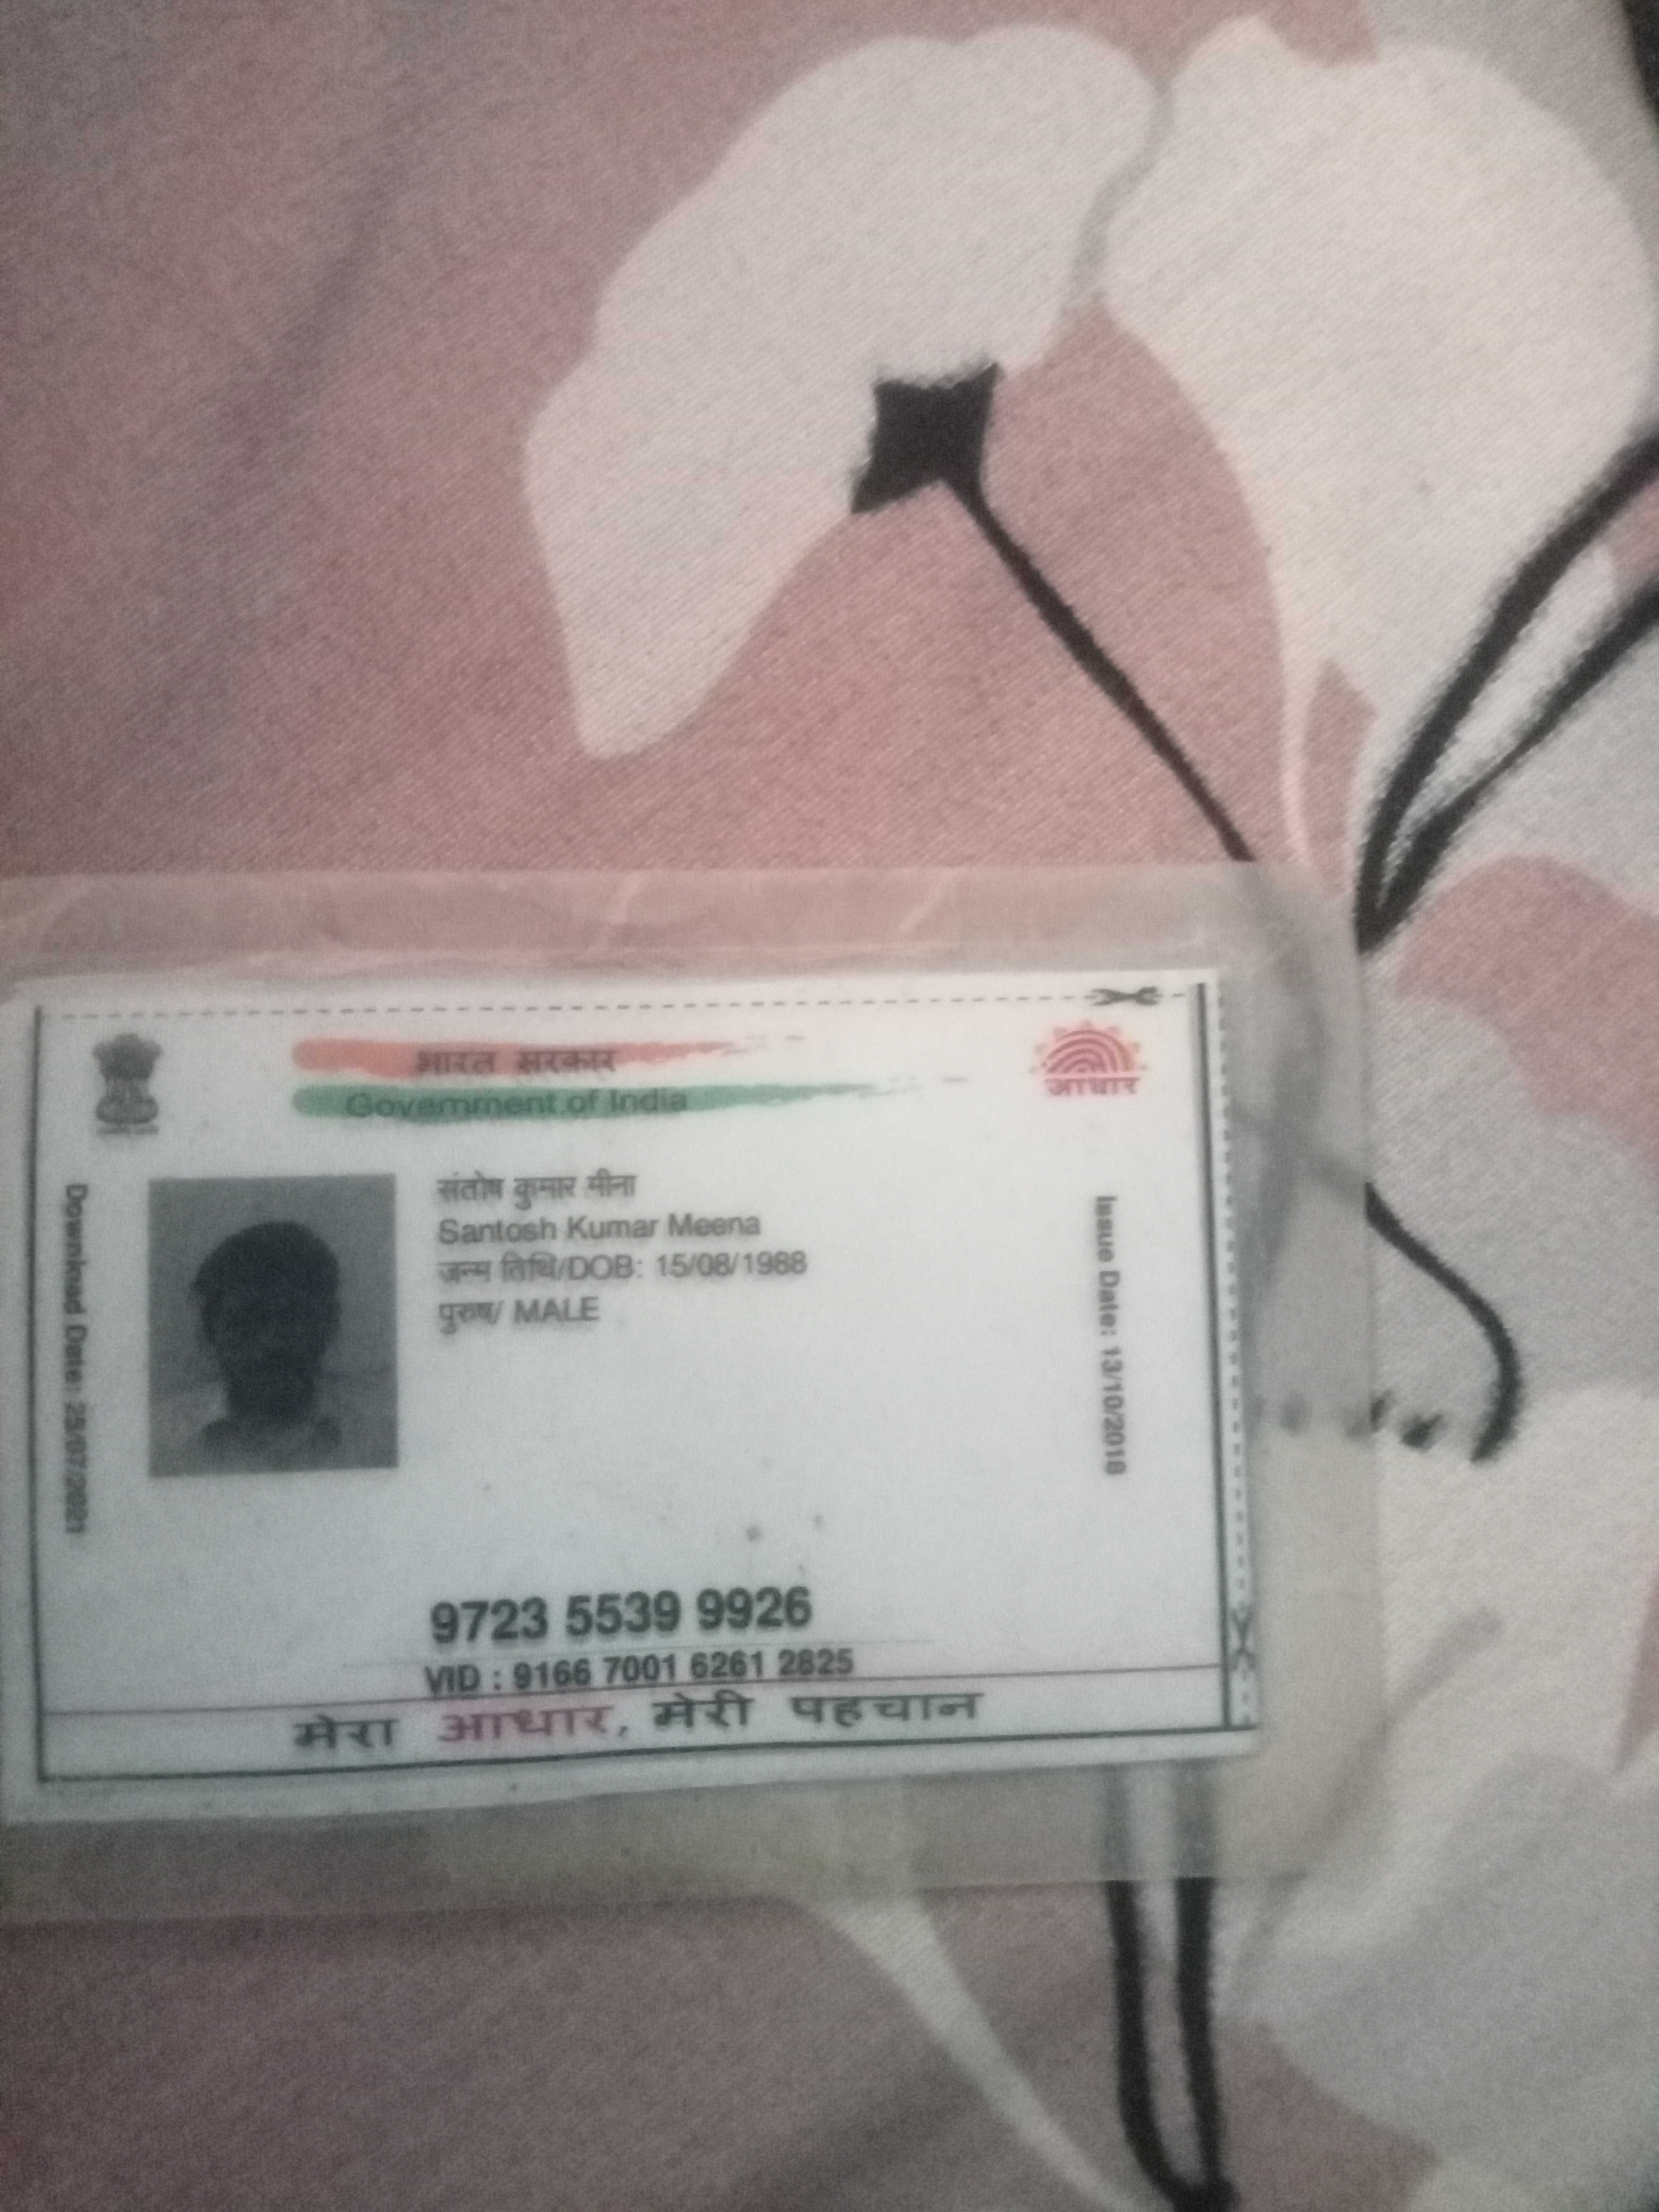 भारत सरकार
Government of India
आधार
संतोष कुमार मीना
Santosh Kumar Meena
जन्म तिथि/DOB: 15/08/1988
पुरुष/ MALE
Download Date: 25/07/2021
Issue Date: 13/10/2018
9723 5539 9926
VID : 9166 7001 6261 2825
मेरा आधार, मेरी पहचान